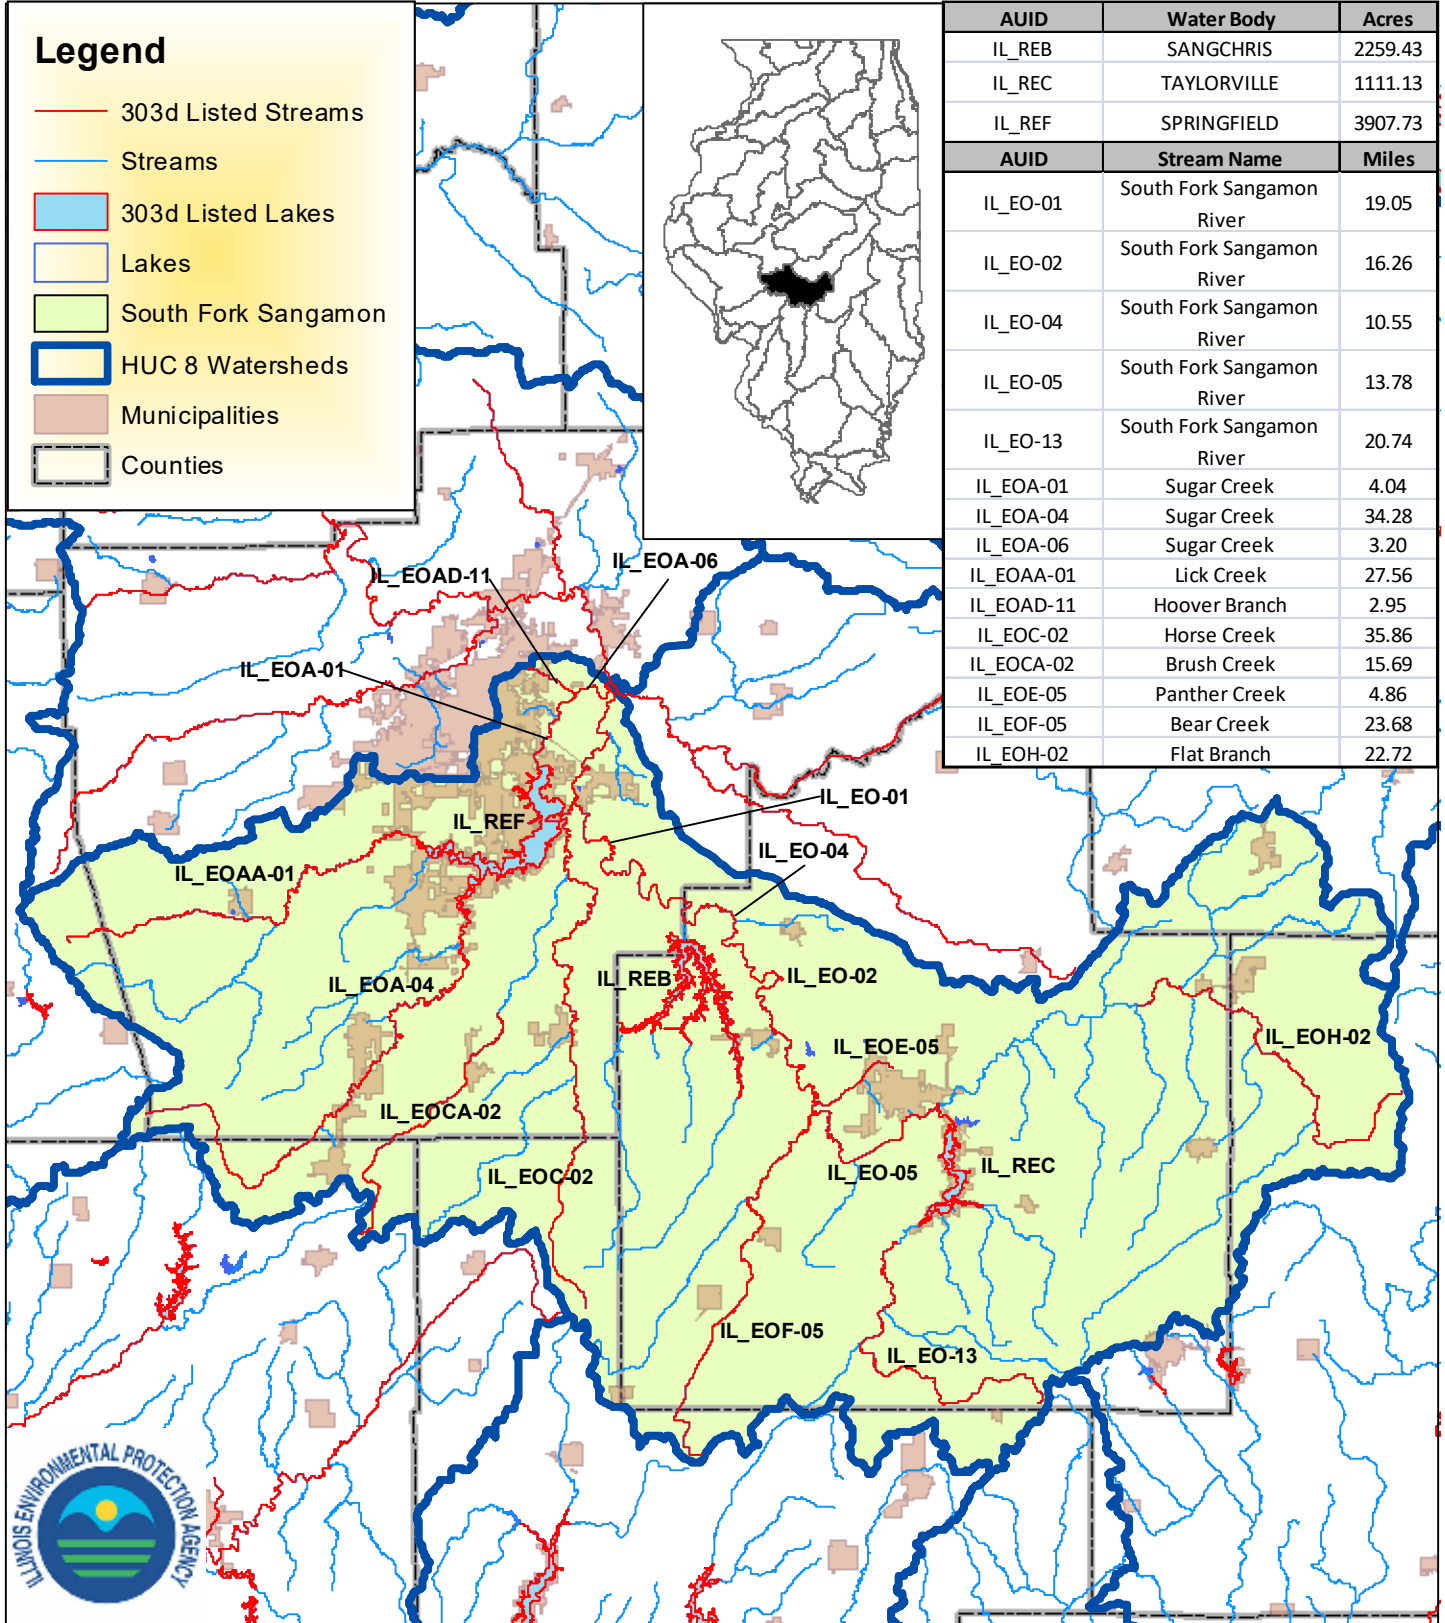 Legend
303d Listed Streams
Streams
303d Listed Lakes
Lakes
South Fork Sangamon
HUC 8 Watersheds
Municipalities
Counties
AUID Water Body Acres
IL_REB SANGCHRIS 2259.43
IL_REC TAYLORVILLE 1111.13
IL_REF SPRINGFIELD 3907.73
AUID Stream Name Miles
IL_EO-01 South Fork Sangamon River 19.05
IL_EO-02 South Fork Sangamon River 16.26
IL_EO-04 South Fork Sangamon River 10.55
IL_EO-05 South Fork Sangamon River 13.78
IL_EO-13 South Fork Sangamon River 20.74
IL_EOA-01 Sugar Creek 4.04
IL_EOA-04 Sugar Creek 34.28
IL_EOA-06 Sugar Creek 3.20
IL_EOAA-01 Lick Creek 27.56
IL_EOAD-11 Hoover Branch 2.95
IL_EOC-02 Horse Creek 35.86
IL_EOCA-02 Brush Creek 15.69
IL_EOE-05 Panther Creek 4.86
IL_EOF-05 Bear Creek 23.68
IL_EOH-02 Flat Branch 22.72
IL_EOAD-11
IL_EOA-06
IL_EOA-01
IL_EO-01
IL_REF
IL_EO-04
IL_EOAA-01
IL_EOA-04
IL_REB
IL_EO-02
IL_EOH-02
IL_EOE-05
IL_EOCA-02
IL_EOC-02
IL_EO-05
IL_REC
IL_EOF-05
IL_EO-13
ILLINOIS ENVIRONMENTAL PROTECTION AGENCY